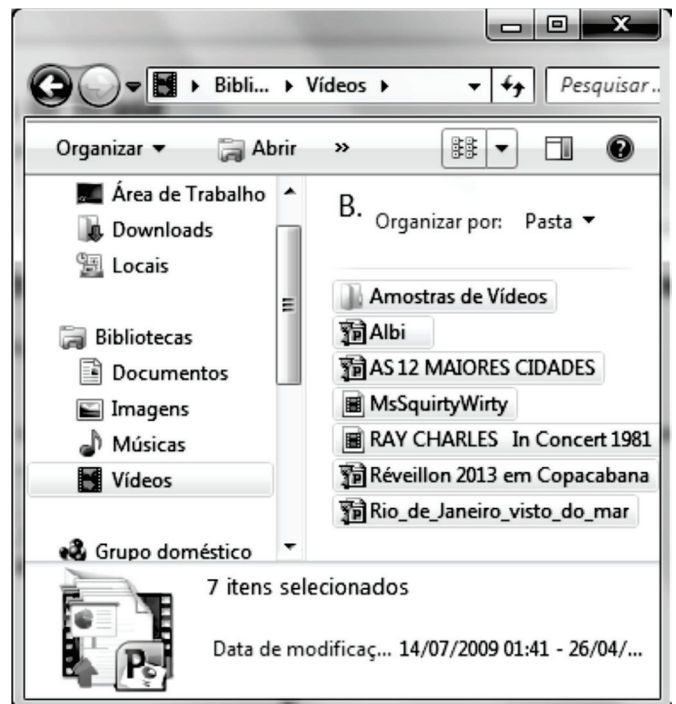 Bibli... Vídeos Pesquisar..
Organizar Abrir »
Área de Trabalho
Downloads
Locais
Bibliotecas
Documentos
Imagens
Músicas
Vídeos
Grupo doméstico
B. Organizar por: Pasta
Amostras de Vídeos
Albi
AS 12 MAIORES CIDADES
MsSquirtyWirty
RAY CHARLES In Concert 1981
Réveillon 2013 em Copacabana
Rio_de_Janeiro_visto_do_mar
7 itens selecionados
Data de modificaç... 14/07/2009 01:41 - 26/04/...